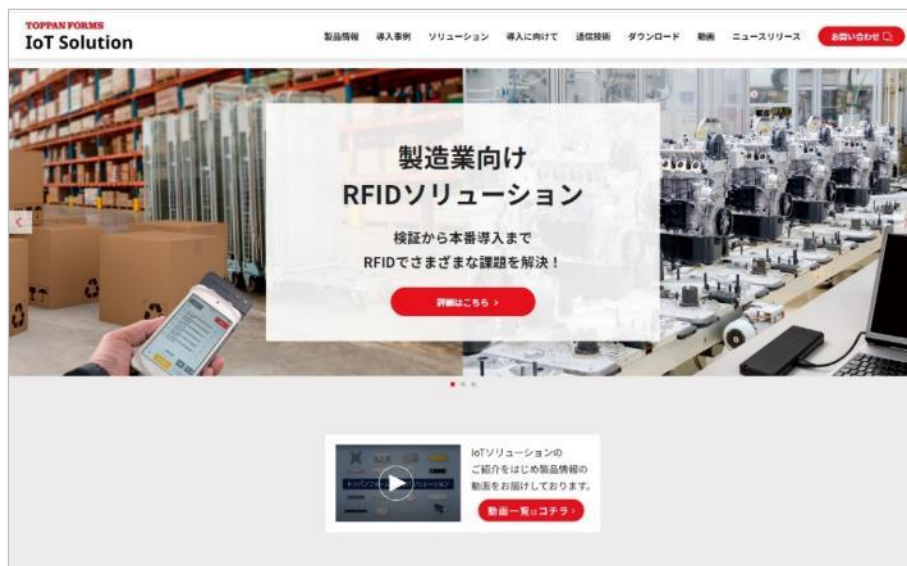 TOPPAN FORMS
IoT Solution
製品情報 導入事例 ソリューション 導入に向けて 通信技術 ダウンロード 動画 ニュースリリース お問い合わせ
製造業向け
RFIDソリューション
検証から本番導入まで
RFIDでさまざまな課題を解決！
詳細はこちら
IoTソリューションの
ご紹介をはじめ製品情報の
動画をお届けしております。
動画一覧はコチラ